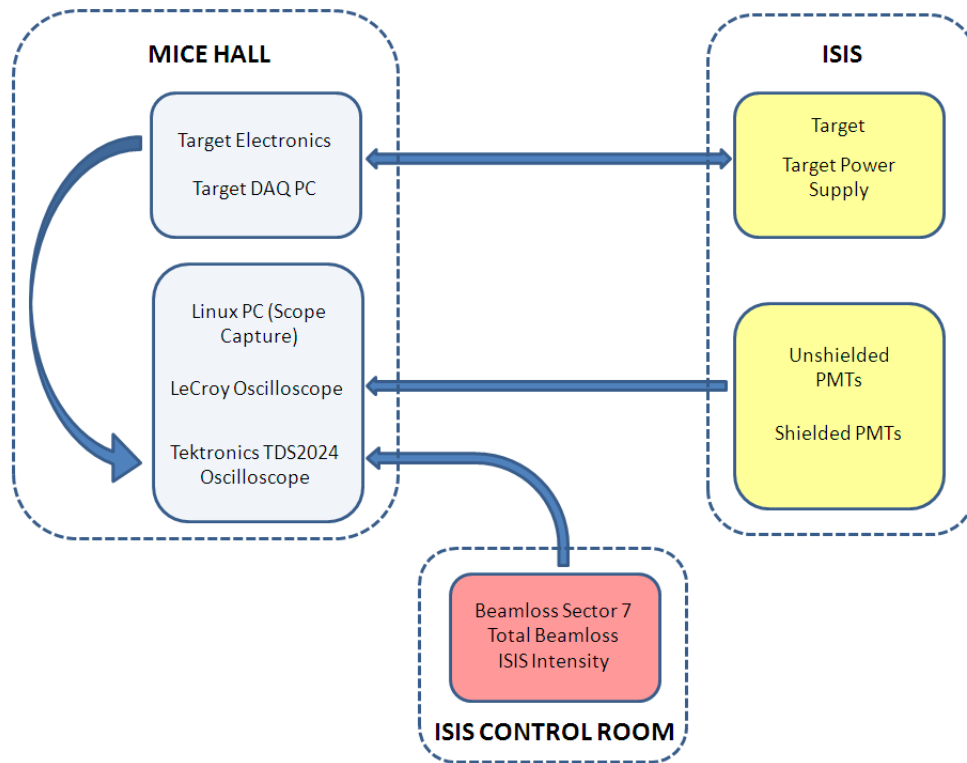 MICE HALL
Target Electronics
Target DAQ PC
Linux PC (Scope
Capture)
LeCroy Oscilloscope
Tektronics TDS2024
Oscilloscope
ISIS
Target
Target Power
Supply
Unshielded
PMTs
Shielded PMTs
Beamloss Sector 7
Total Beamloss
ISIS Intensity
ISIS CONTROL ROOM